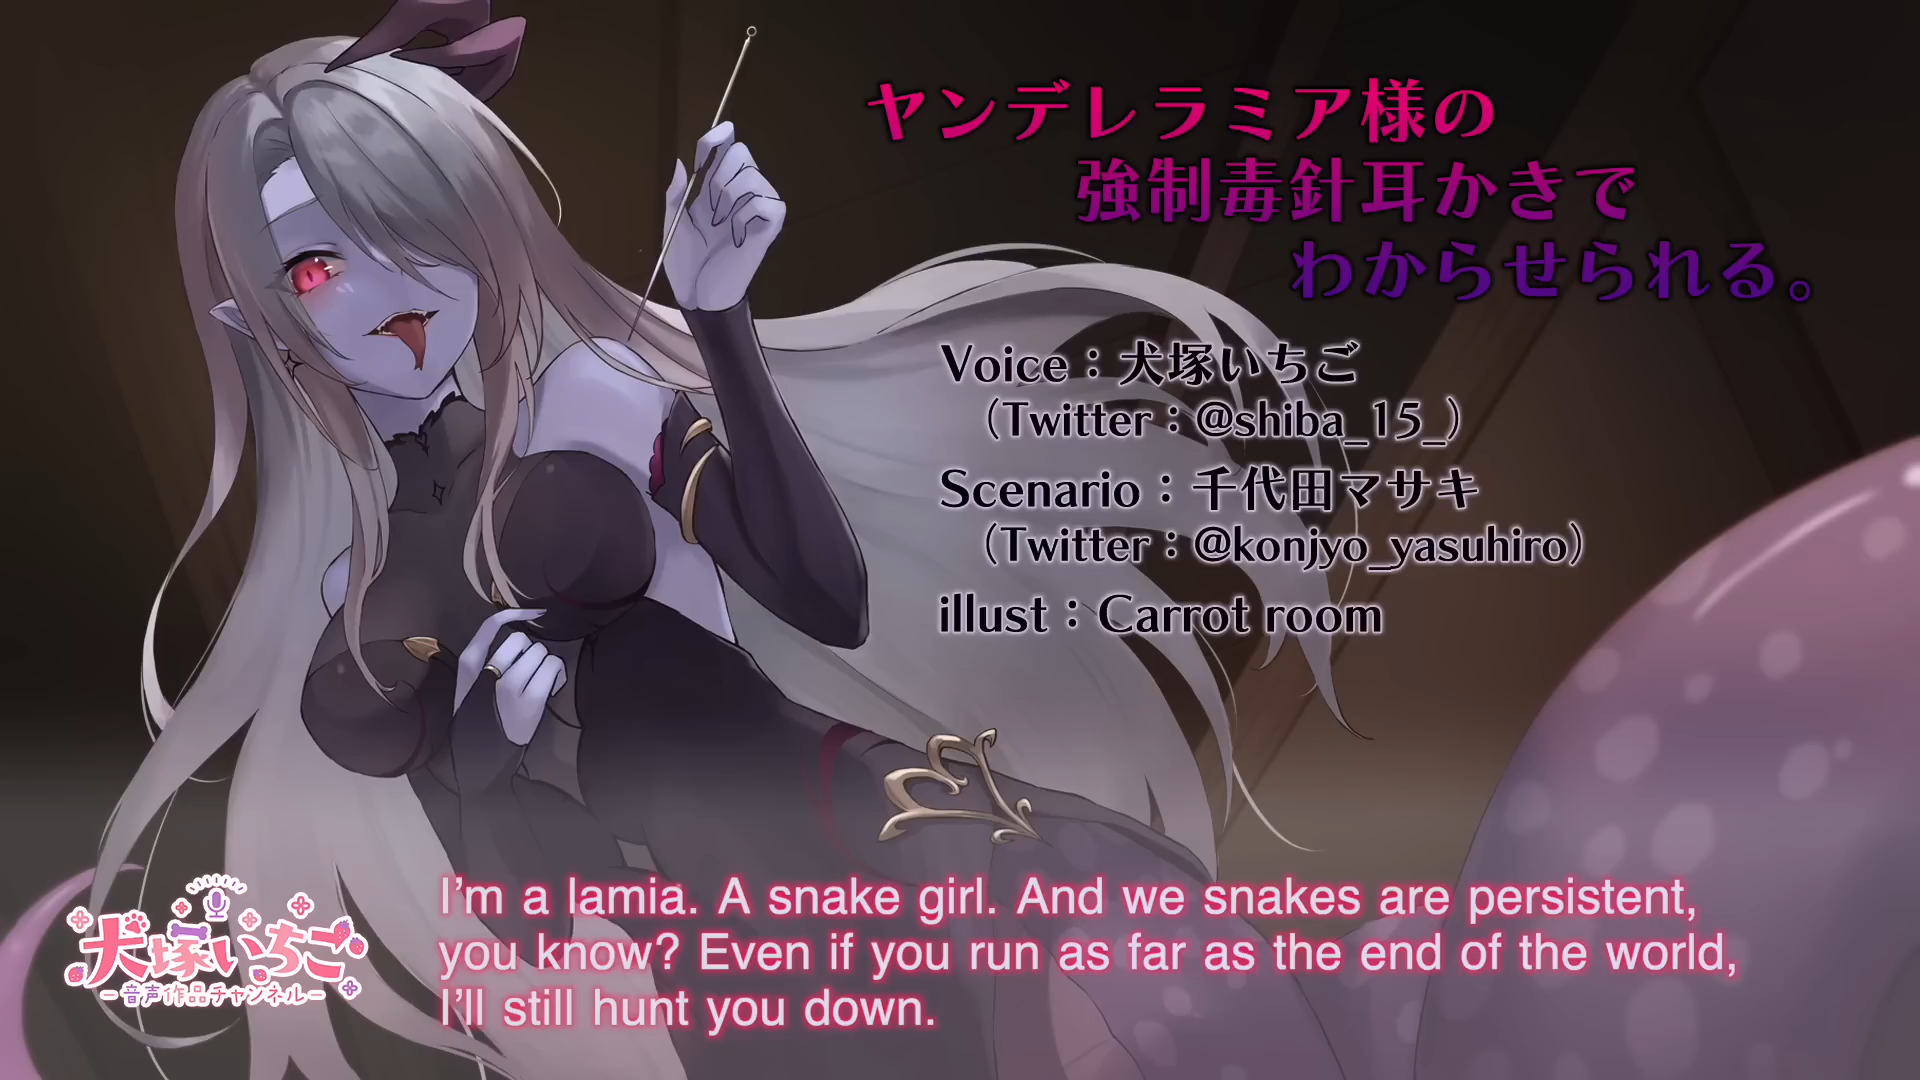 ヤンデレラミア様の
強制毒針耳かきで
わからせられる。
Voice：犬塚いちご
（Twitter：@shiba_15_）
Scenario：千代田マサキ
（Twitter：@konjyo_yasuhiro）
illust：Carrot room
I'm a lamia. A snake girl. And we snakes are persistent,
you know? Even if you run as far as the end of the world,
I'll still hunt you down.
犬塚いちご
－音声作品チャンネル－